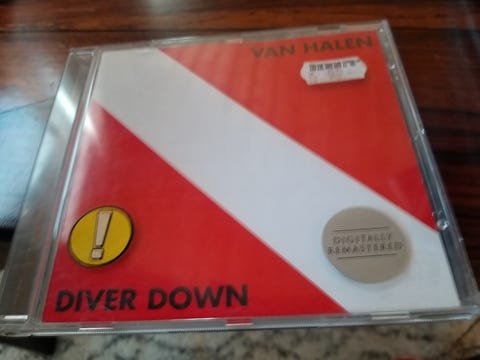 VAN HALEN
!
DIGITALLY
REMASTERED
DIVER DOWN